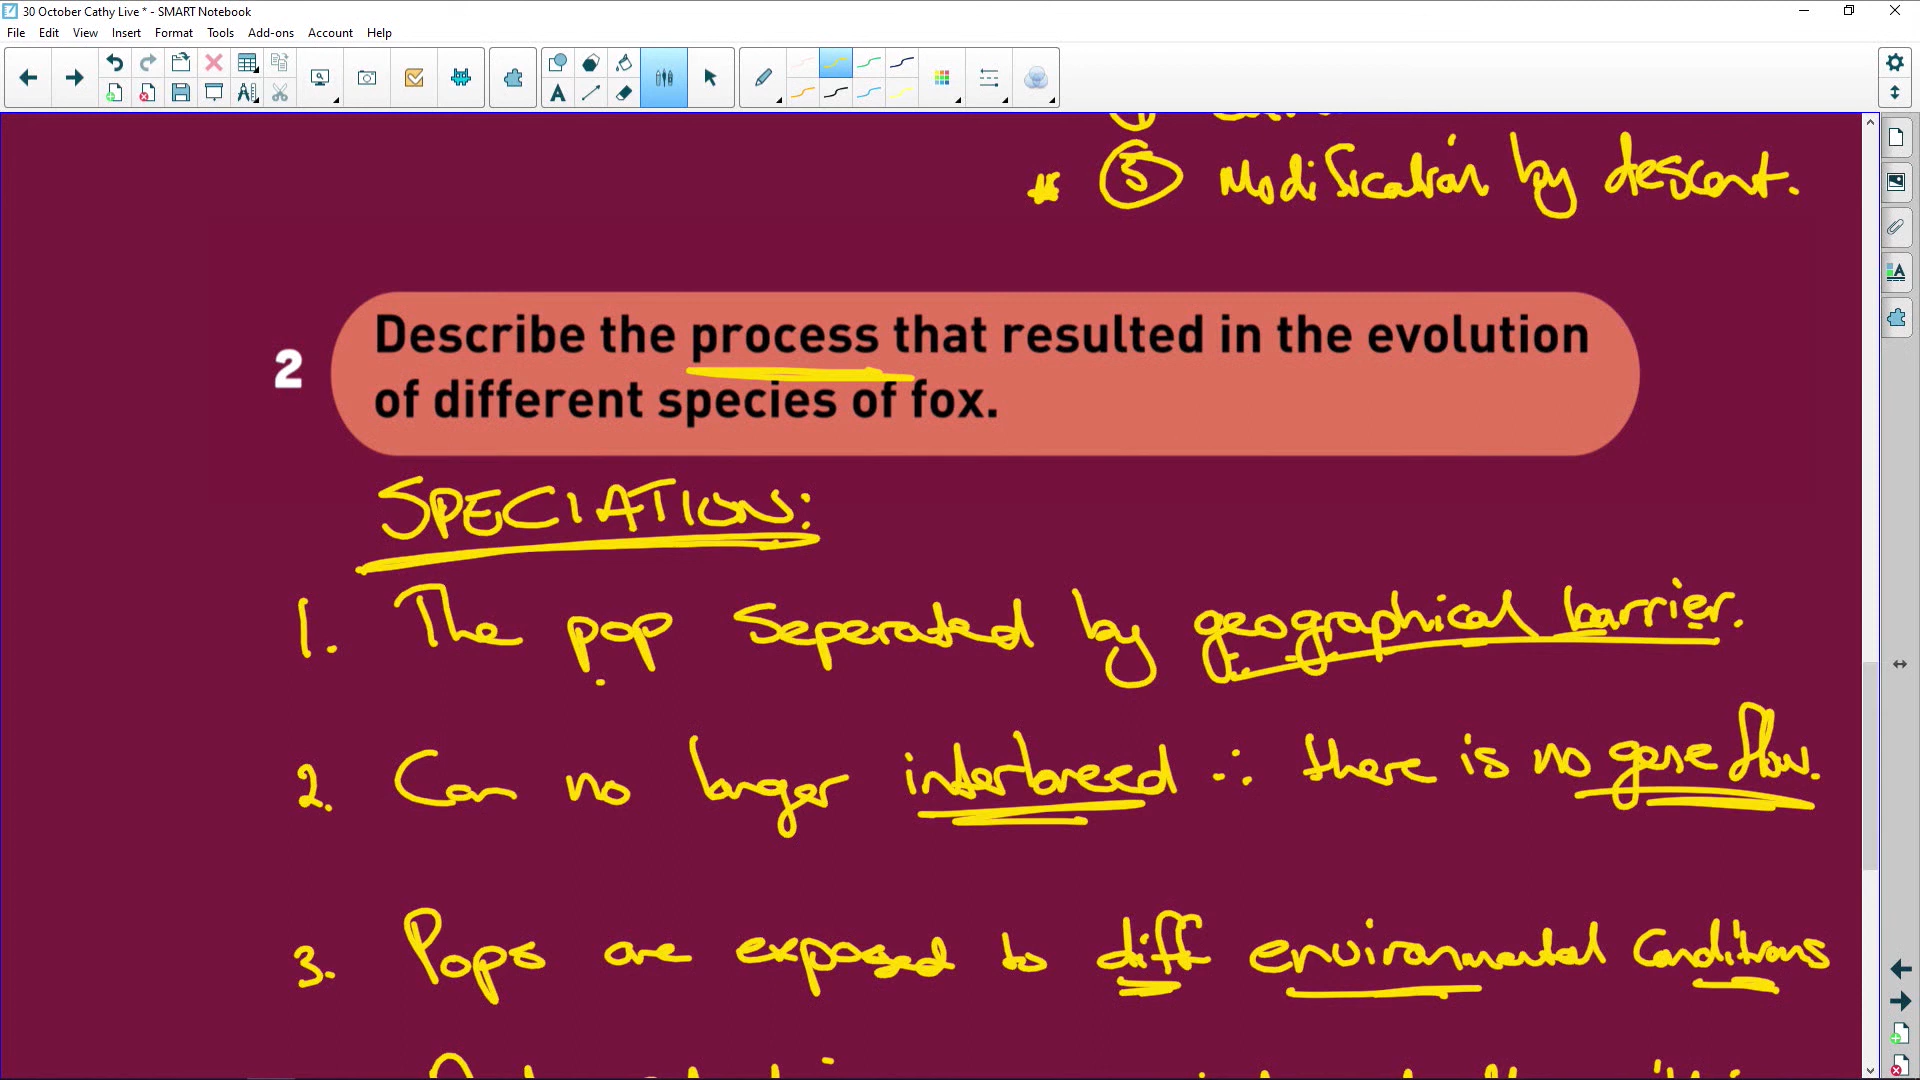 30 October Cathy Live * - SMART Notebook
File Edit View Insert Format Tools Add-ons Account Help
* 5 Modification by descent.
2
Describe the process that resulted in the evolution
of different species of fox.
SPECIATION:
1. The pop seperated by geographical barrier.
2. Can no longer interbreed ∴ there is no gene flow.
3. Pops are exposed to diff environmental conditions